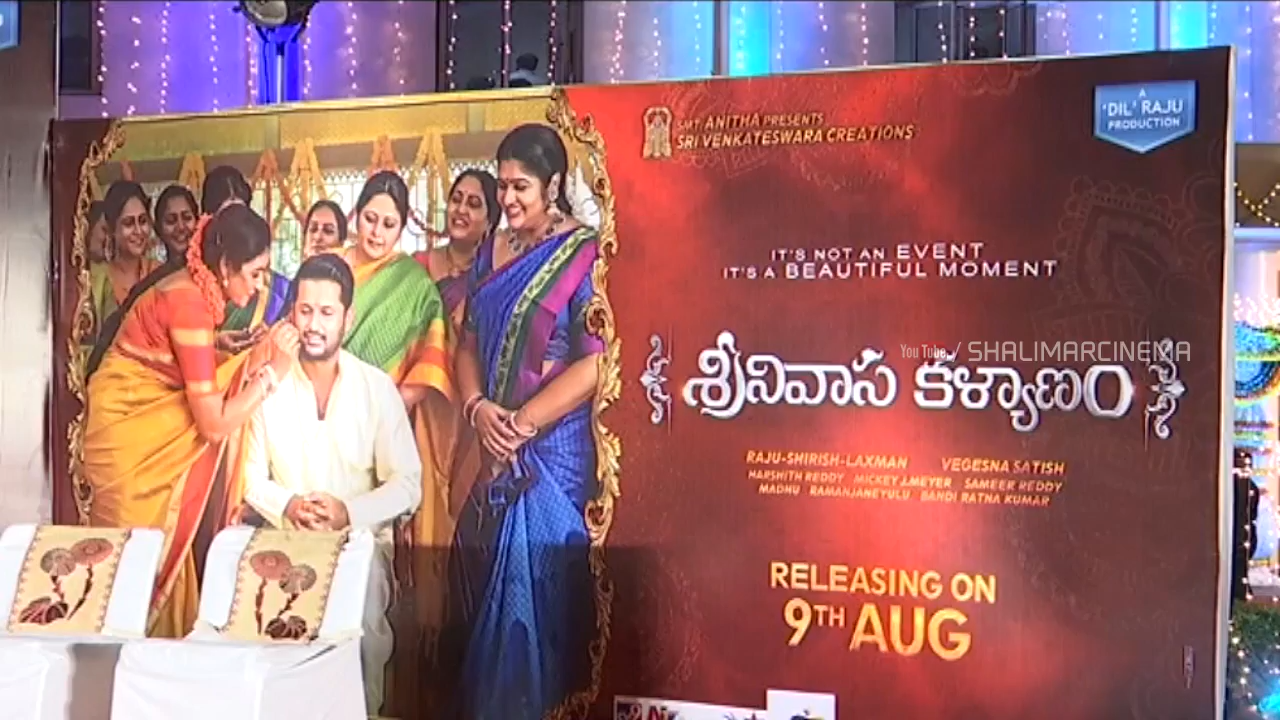 SMT ANITHA PRESENTS
SRI VENKATESWARA CREATIONS
A
'DIL' RAJU
PRODUCTION
IT'S NOT AN EVENT
IT'S A BEAUTIFUL MOMENT
You Tube / SHALIMARCINEMA
శ్రీనివాస కళ్యాణం
RAJU-SHIRISH-LAXMAN VEGESNA SATISH
HARSHITH REDDY MICKEY J.MEYER SAMEER REDDY
MADHU RAMANJANEYULU BANDI RATNA KUMAR
RELEASING ON
9TH AUG